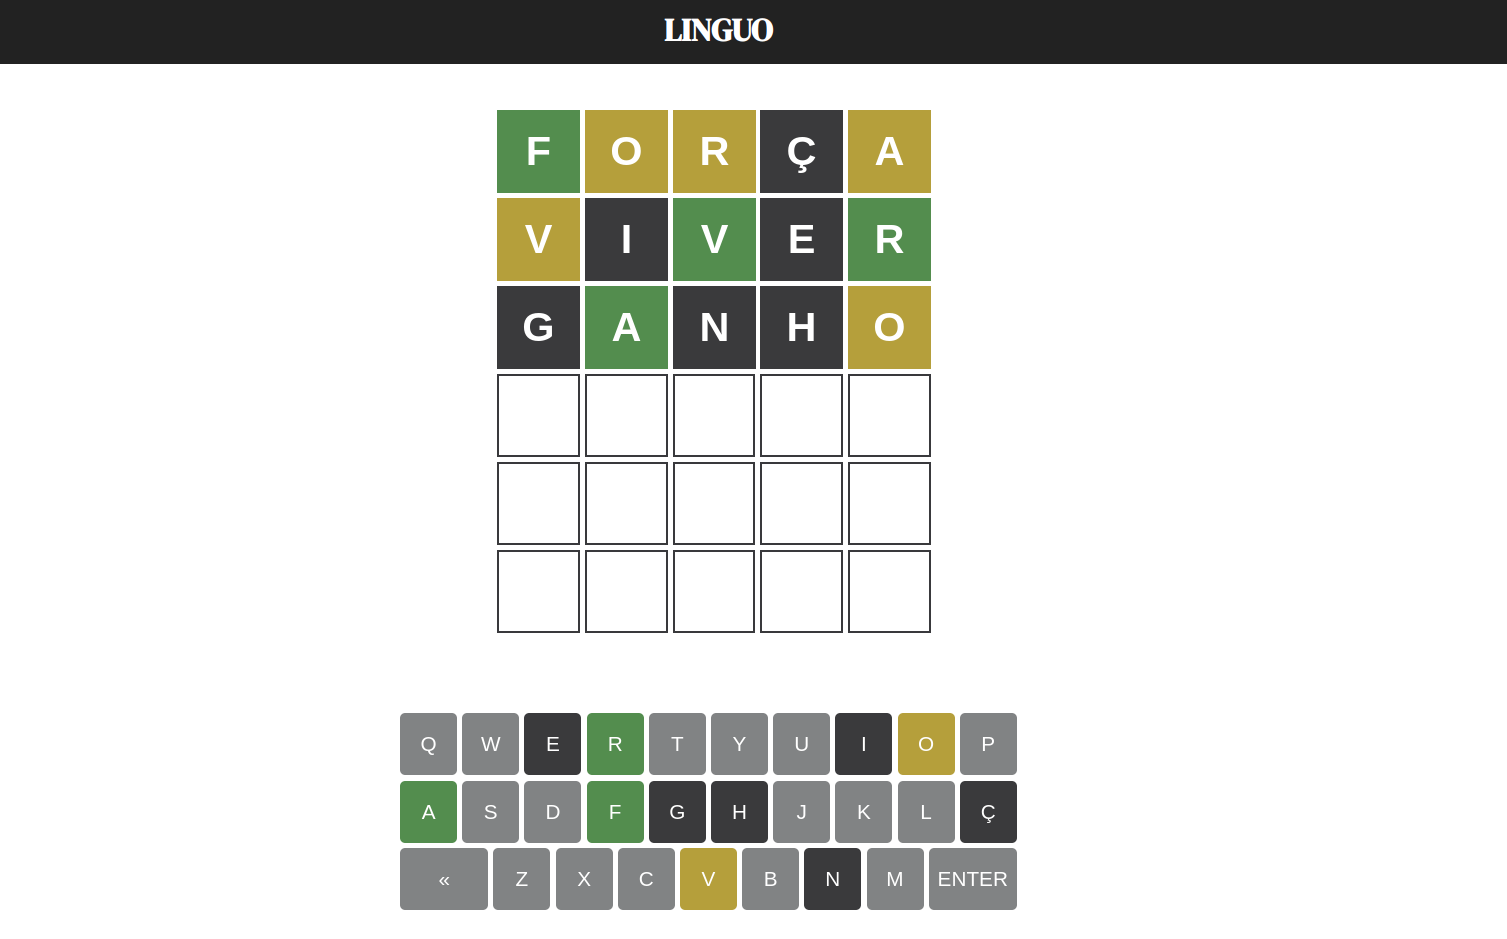 LINGUO
F O R Ç A
V I V E R
G A N H O
Q W E R T Y U I O P
A S D F G H J K L Ç
« Z X C V B N M ENTER